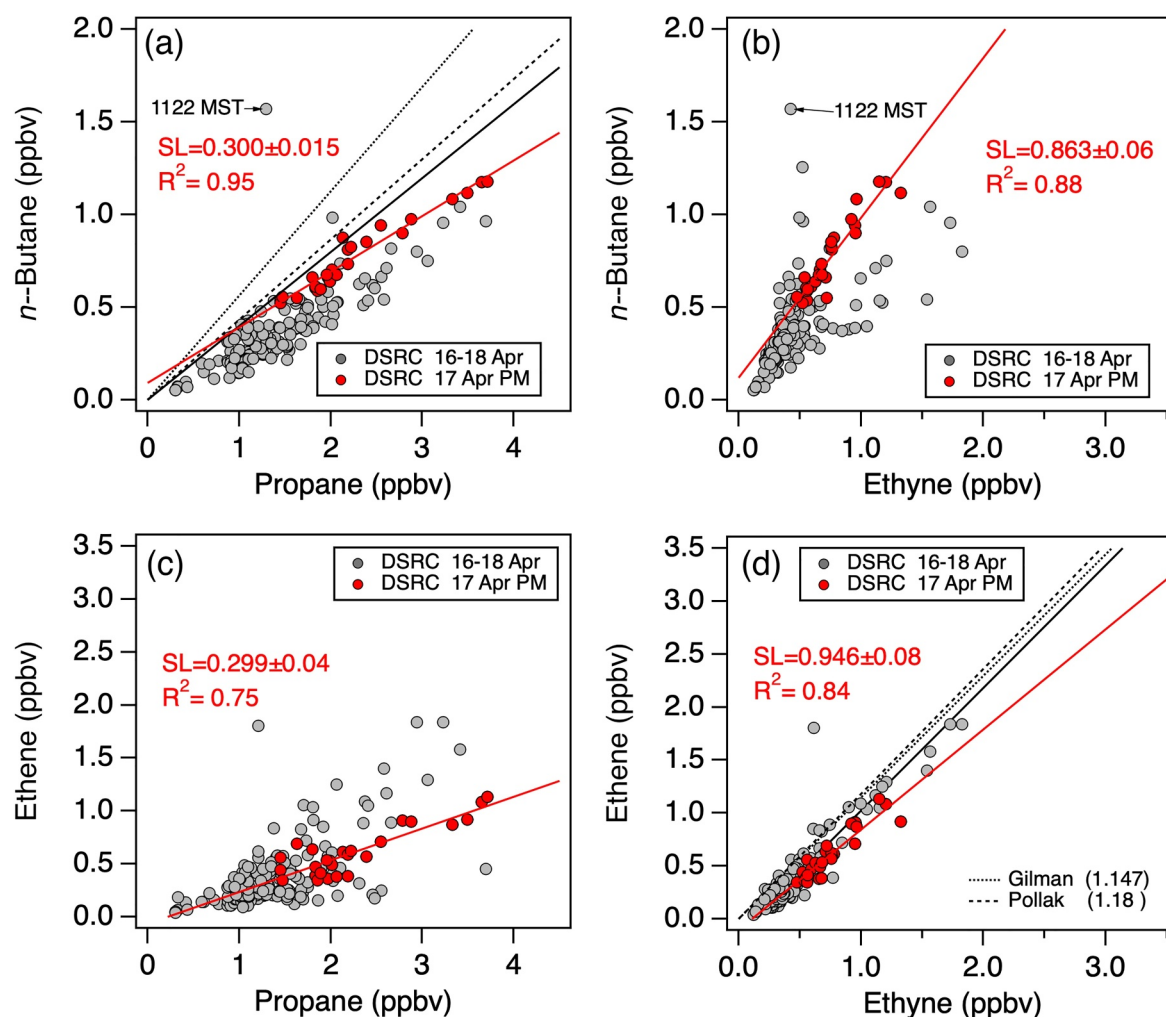 (a)
2.0
1.5
1.0
0.5
0.0
n--Butane (ppbv)
1122 MST
SL=0.300±0.015
R2= 0.95
DSRC 16-18 Apr
DSRC 17 Apr PM
0 1 2 3 4
Propane (ppbv)
(b)
2.0
1.5
1.0
0.5
0.0
n--Butane (ppbv)
1122 MST
SL=0.863±0.06
R2= 0.88
DSRC 16-18 Apr
DSRC 17 Apr PM
0.0 1.0 2.0 3.0
Ethyne (ppbv)
(c)
3.5
3.0
2.5
2.0
1.5
1.0
0.5
0.0
Ethene (ppbv)
DSRC 16-18 Apr
DSRC 17 Apr PM
SL=0.299±0.04
R2= 0.75
0 1 2 3 4
Propane (ppbv)
(d)
3.5
3.0
2.5
2.0
1.5
1.0
0.5
0.0
Ethene (ppbv)
DSRC 16-18 Apr
DSRC 17 Apr PM
SL=0.946±0.08
R2= 0.84
Gilman (1.147)
Pollak (1.18 )
0.0 1.0 2.0 3.0
Ethyne (ppbv)